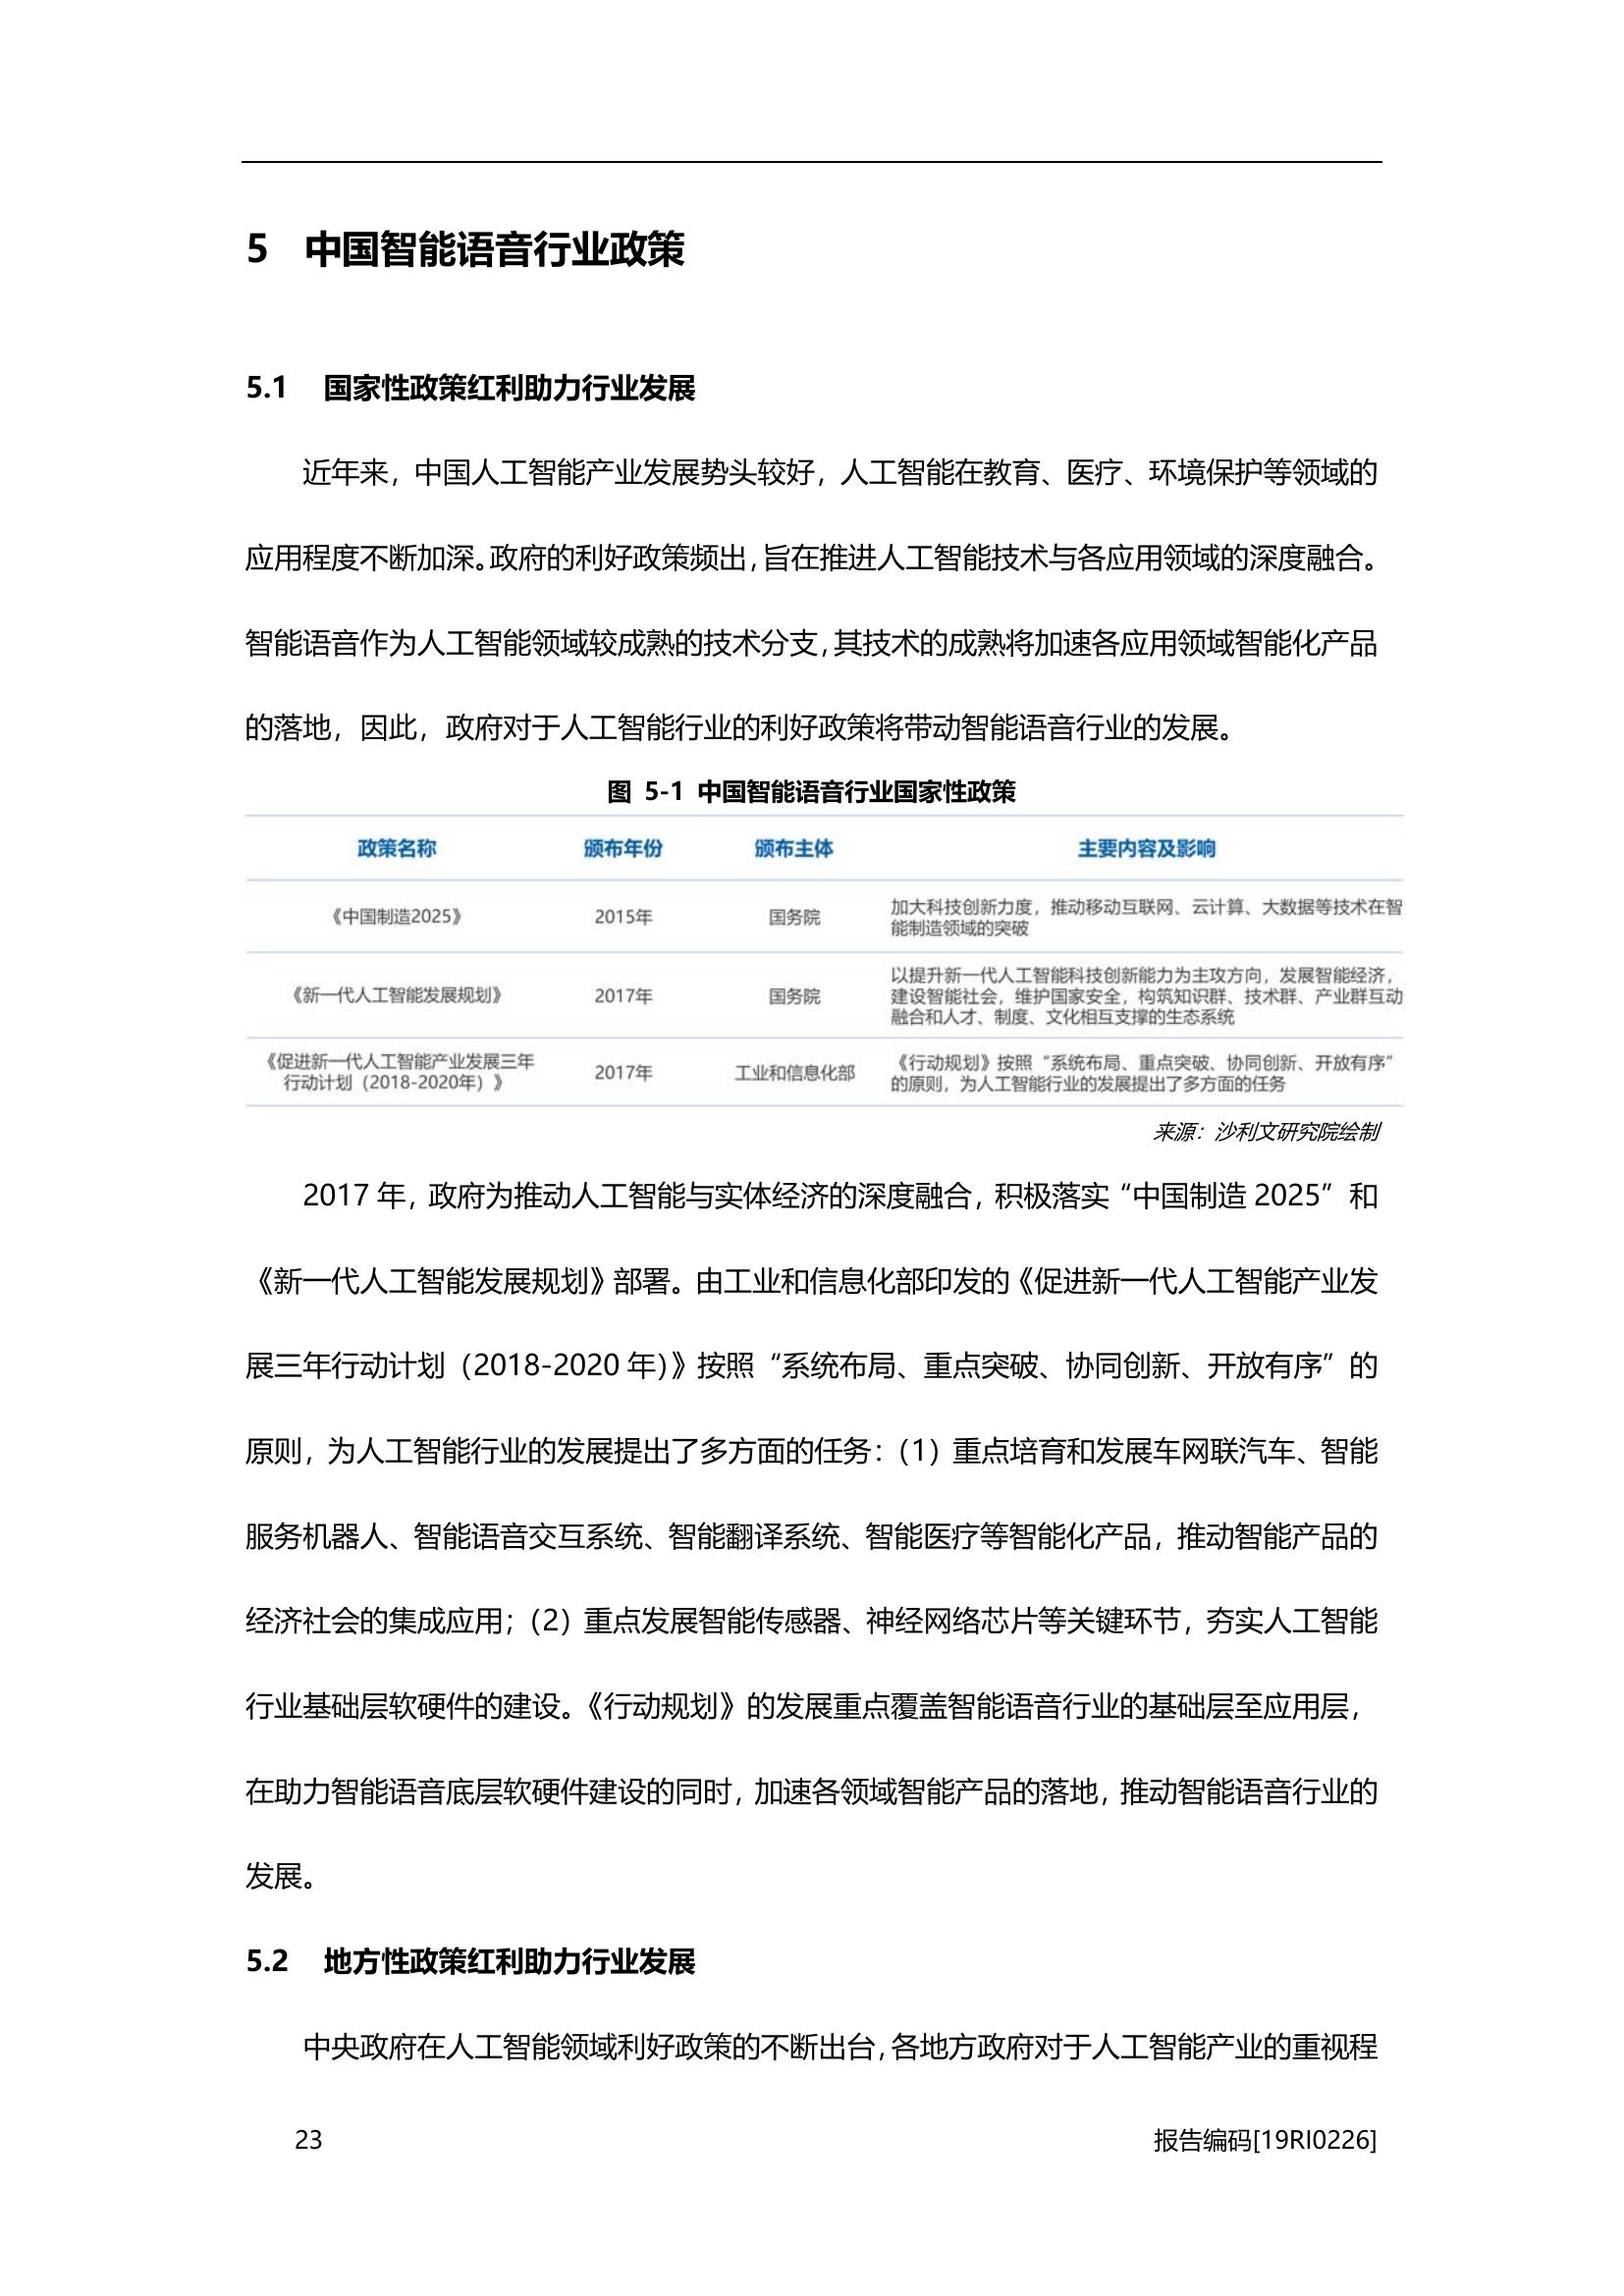 5 中国智能语音行业政策
5.1 国家性政策红利助力行业发展
近年来，中国人工智能产业发展势头较好，人工智能在教育、医疗、环境保护等领域的
应用程度不断加深。政府的利好政策频出，旨在推进人工智能技术与各应用领域的深度融合。
智能语音作为人工智能领域较成熟的技术分支，其技术的成熟将加速各应用领域智能化产品
的落地，因此，政府对于人工智能行业的利好政策将带动智能语音行业的发展。
图 5-1 中国智能语音行业国家性政策
政策名称 颁布年份 颁布主体 主要内容及影响
《中国制造2025》 2015年 国务院 加大科技创新力度，推动移动互联网、云计算、大数据等技术在智
能制造领域的突破
《新一代人工智能发展规划》 2017年 国务院 以提升新一代人工智能科技创新能力为主攻方向，发展智能经济，
建设智能社会，维护国家安全，构筑知识群、技术群、产业群互动
融合和人才、制度、文化相互支撑的生态系统
《促进新一代人工智能产业发展三年
行动计划（2018-2020年）》 2017年 工业和信息化部 《行动规划》按照“系统布局、重点突破、协同创新、开放有序”
的原则，为人工智能行业的发展提出了多方面的任务
来源：沙利文研究院绘制
2017 年，政府为推动人工智能与实体经济的深度融合，积极落实“中国制造 2025”和
《新一代人工智能发展规划》部署。由工业和信息化部印发的《促进新一代人工智能产业发
展三年行动计划（2018-2020 年）》按照“系统布局、重点突破、协同创新、开放有序”的
原则，为人工智能行业的发展提出了多方面的任务：（1）重点培育和发展车网联汽车、智能
服务机器人、智能语音交互系统、智能翻译系统、智能医疗等智能化产品，推动智能产品的
经济社会的集成应用；（2）重点发展智能传感器、神经网络芯片等关键环节，夯实人工智能
行业基础层软硬件的建设。《行动规划》的发展重点覆盖智能语音行业的基础层至应用层，
在助力智能语音底层软硬件建设的同时，加速各领域智能产品的落地，推动智能语音行业的
发展。
5.2 地方性政策红利助力行业发展
中央政府在人工智能领域利好政策的不断出台，各地方政府对于人工智能产业的重视程
23 报告编码[19RI0226]